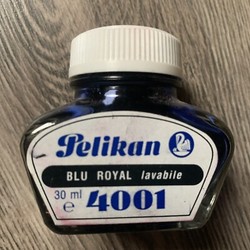 Pelikan
BLU ROYAL lavabile
30 ml
e 4001